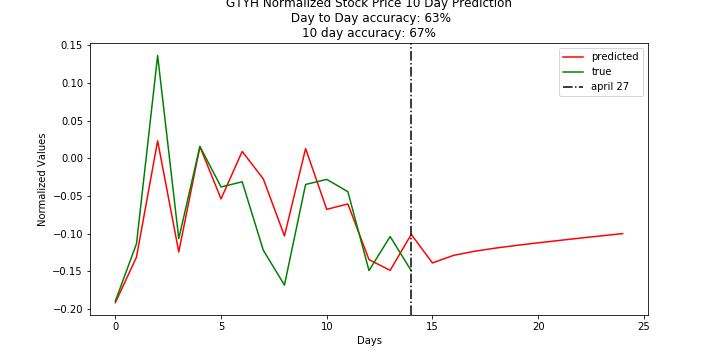 GTYH Normalized Stock Price 10 Day Prediction
Day to Day accuracy: 63%
10 day accuracy: 67%
0.15
0.10
0.05
0.00
−0.05
−0.10
−0.15
−0.20
Normalized Values
predicted
true
april 27
0
5
10
15
20
25
Days